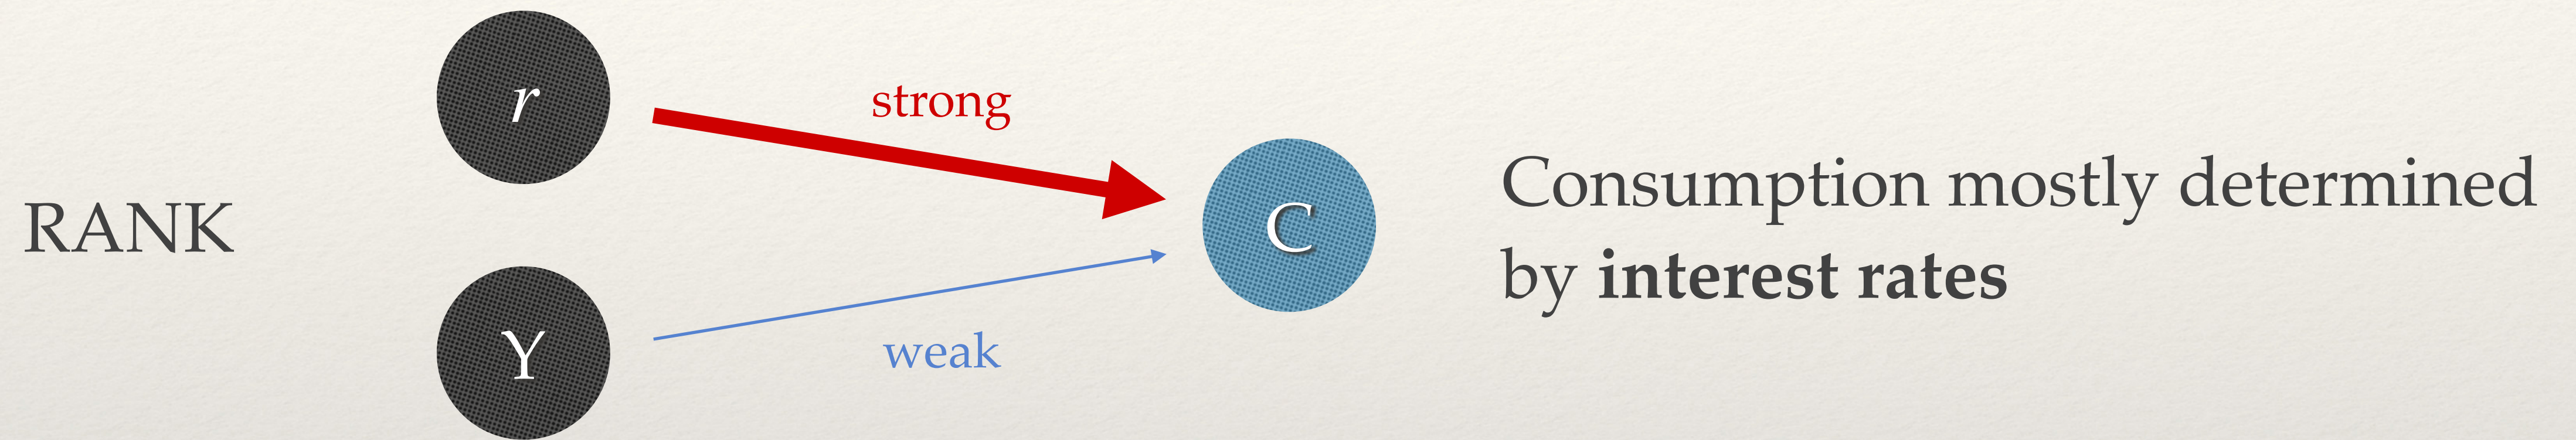 RANK
r
strong
Y
weak
C
Consumption mostly determined
by interest rates